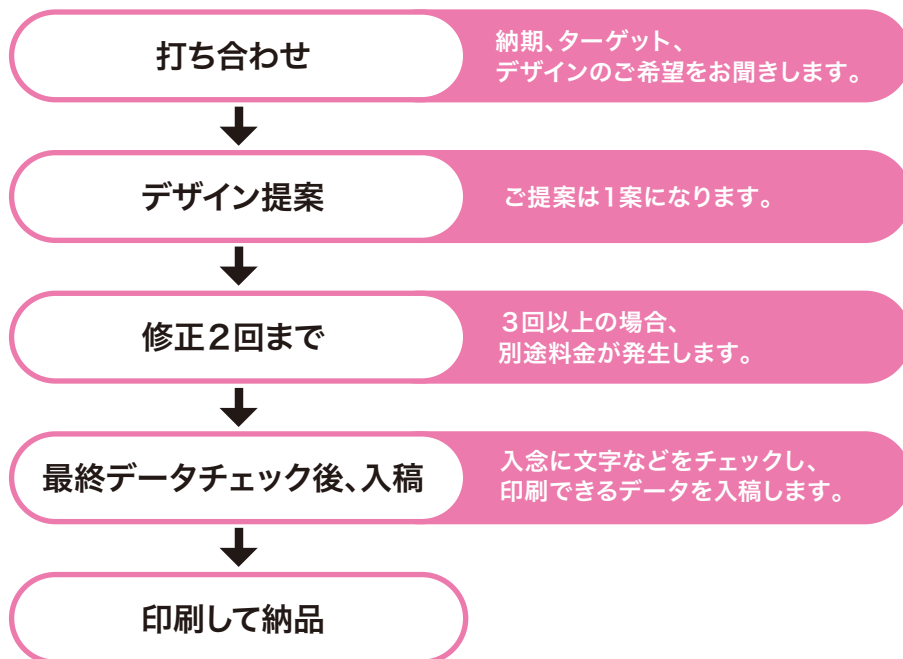 打ち合わせ
納期、ターゲット、
デザインのご希望をお聞きします。
デザイン提案
ご提案は1案になります。
修正2回まで
3回以上の場合、
別途料金が発生します。
最終データチェック後、入稿
入念に文字などをチェックし、
印刷できるデータを入稿します。
印刷して納品